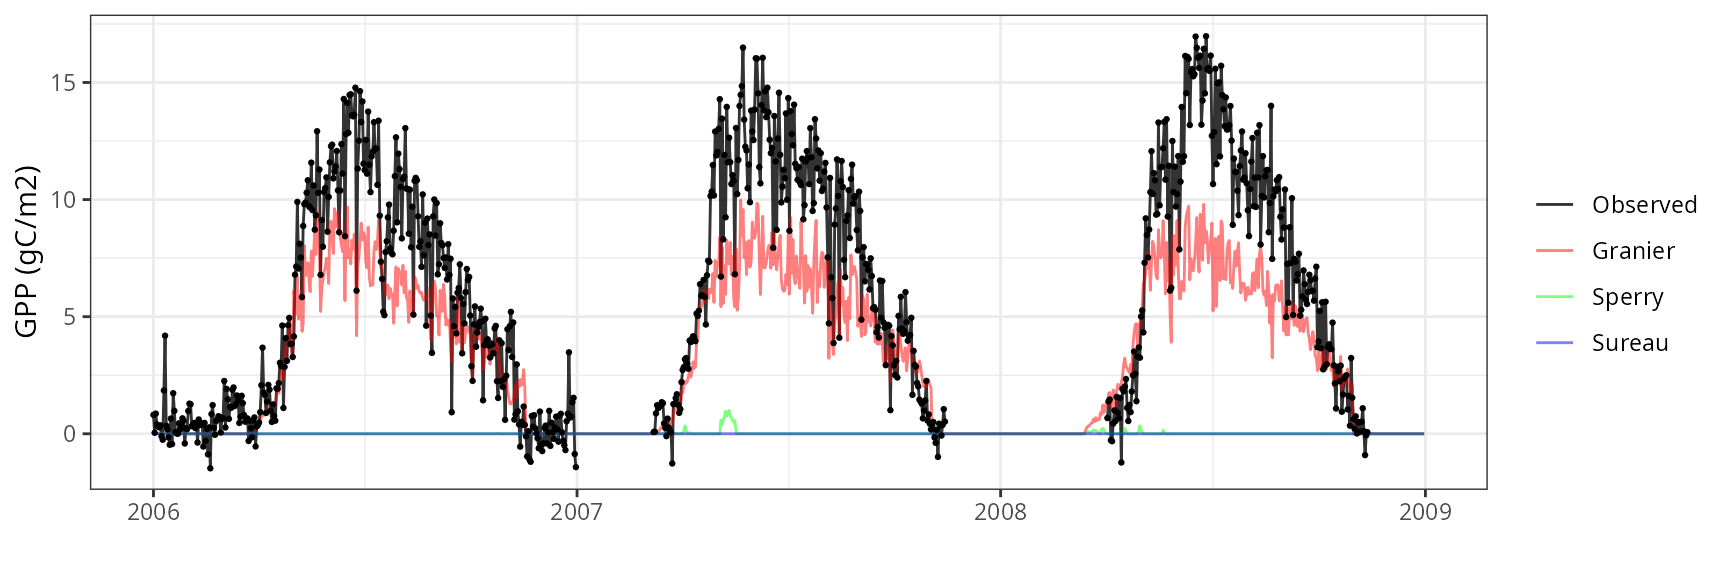 GPP (gC/m2)
15
10
5
0
2006
2007
2008
2009
Observed
Granier
Sperry
Sureau